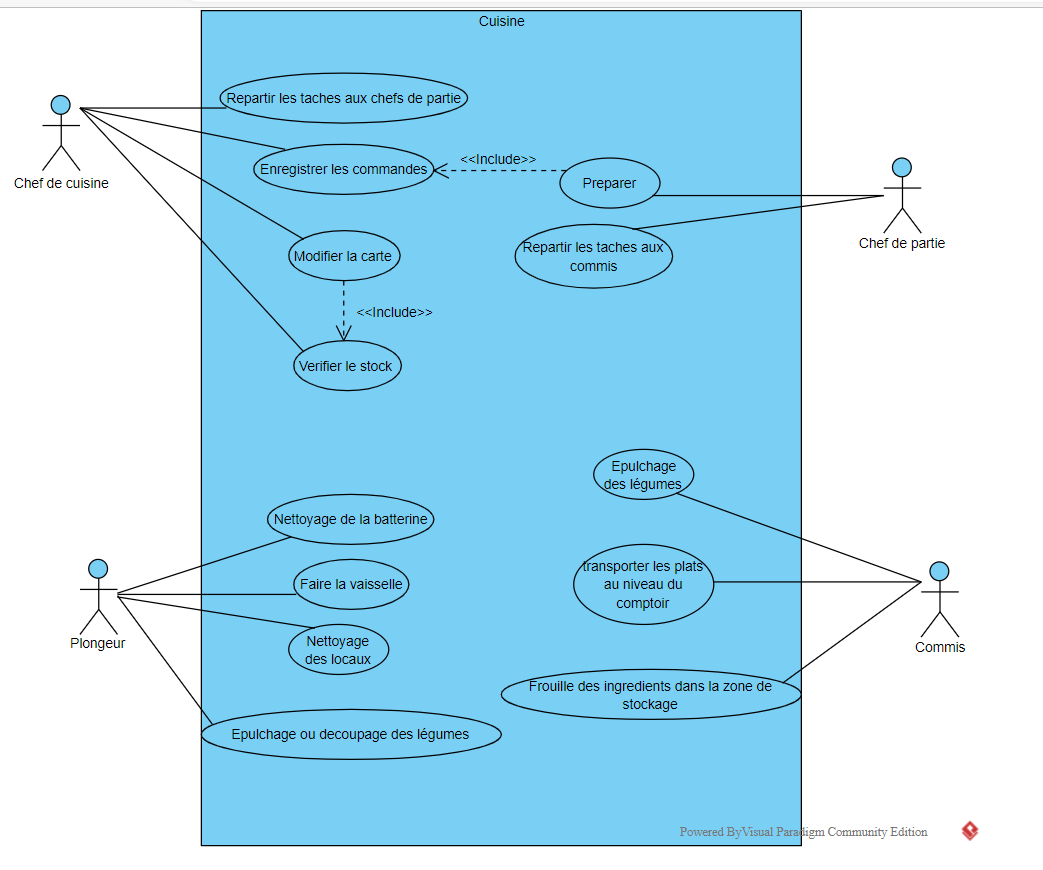 Cuisine
Repartir les taches aux chefs de partie
Enregistrer les commandes
<<Include>>
Preparer
Chef de cuisine
Chef de partie
Modifier la carte
Repartir les taches aux
commis
<<Include>>
Verifier le stock
Epulchage
des légumes
Nettoyage de la batterine
Faire la vaisselle
transporter les plats
au niveau du
comptoir
Plongeur
Commis
Nettoyage
des locaux
Frouille des ingredients dans la zone de
stockage
Epulchage ou decoupage des légumes
Powered By Visual Paradigm Community Edition